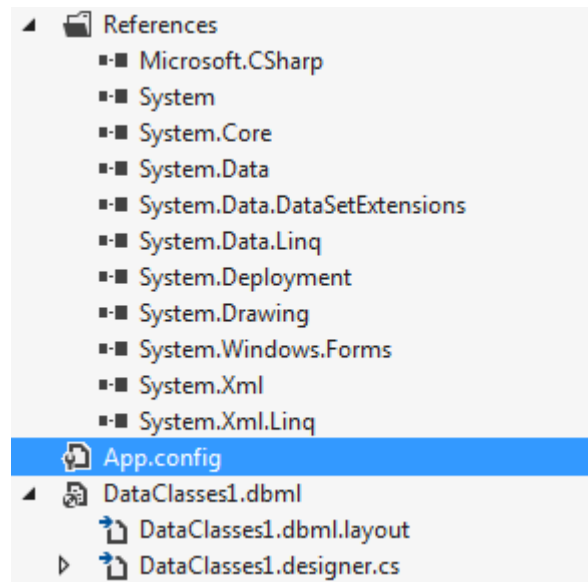 References
Microsoft.CSharp
System
System.Core
System.Data
System.Data.DataSetExtensions
System.Data.Linq
System.Deployment
System.Drawing
System.Windows.Forms
System.Xml
System.Xml.Linq
App.config
DataClasses1.dbml
DataClasses1.dbml.layout
DataClasses1.designer.cs